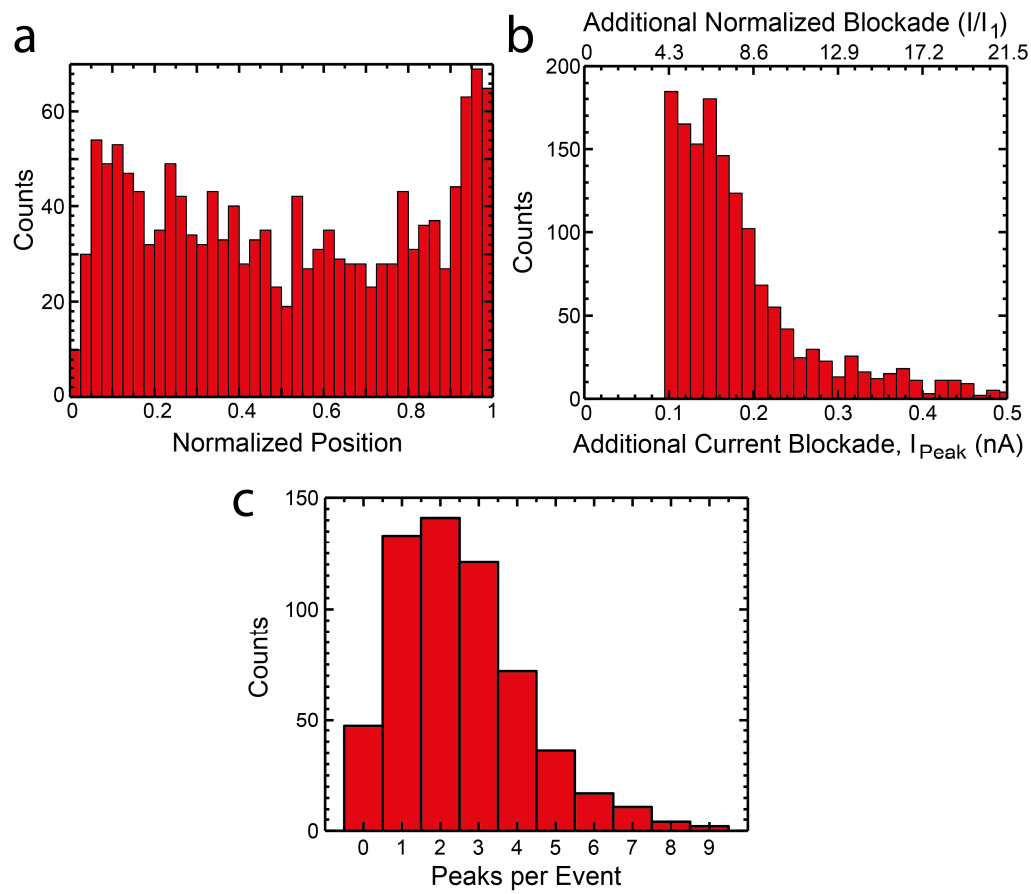 a
60
40
20
0
Counts
0 0.2 0.4 0.6 0.8 1
Normalized Position
b
Additional Normalized Blockade (I/I1)
0 4.3 8.6 12.9 17.2 21.5
200
150
100
50
0
Counts
0 0.1 0.2 0.3 0.4 0.5
Additional Current Blockade, IPeak (nA)
c
150
100
50
0
Counts
0 1 2 3 4 5 6 7 8 9
Peaks per Event